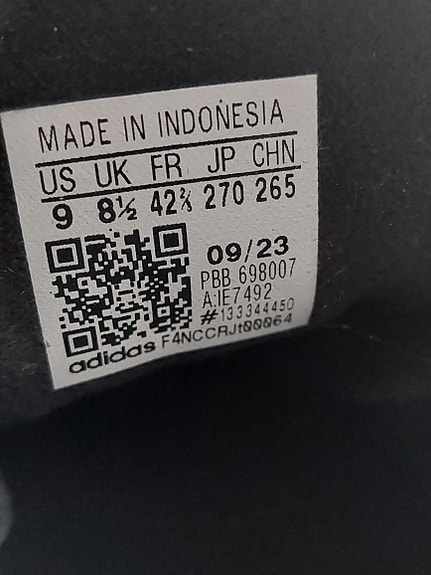 MADE IN INDONESIA
US UK FR JP CHN
9 8½ 42⅔ 270 265
09/23
PBB 698007
A:IE7492
#133344450
adidas F4NCCRJt00064